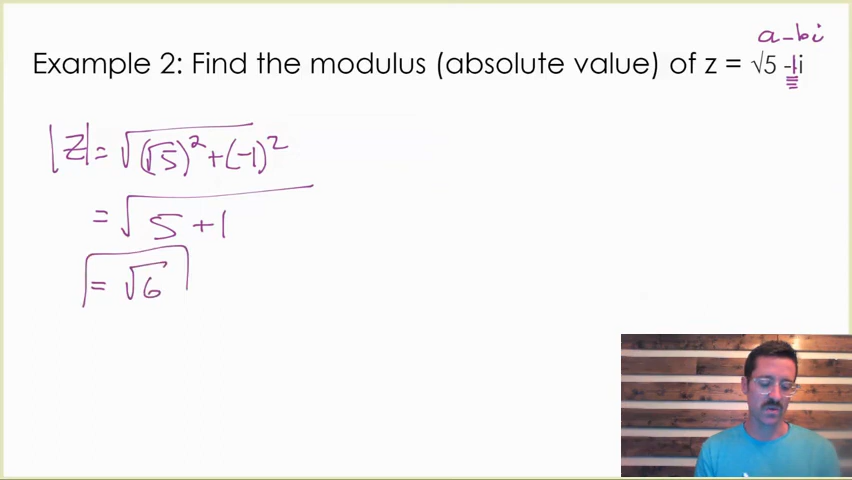 a-bi
Example 2: Find the modulus (absolute value) of z = √5 -1i
|z| = √(√5)² + (-1)²
= √5 + 1
= √6